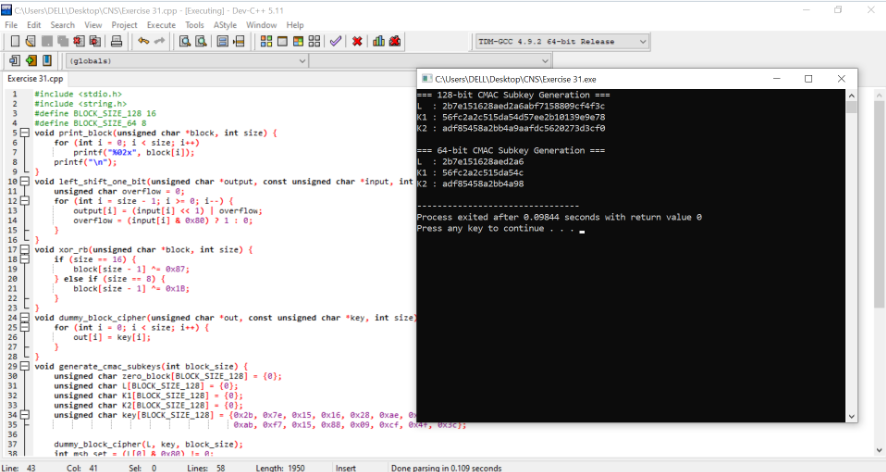 C:\Users\DELL\Desktop\CNS\Exercise 31.cpp - [Executing] - Dev-C++ 5.11
File Edit Search View Project Execute Tools AStyle Window Help
TDM-GCC 4.9.2 64-bit Release
(globals)
Exercise 31.cpp
1 #include <stdio.h>
2 #include <string.h>
3 #define BLOCK_SIZE_128 16
4 #define BLOCK_SIZE_64 8
5 void print_block(unsigned char *block, int size) {
6 for (int i = 0; i < size; i++)
7 printf("%02x", block[i]);
8 printf("\n");
9 }
10 void left_shift_one_bit(unsigned char *output, const unsigned char *input, int
11 unsigned char overflow = 0;
12 for (int i = size - 1; i >= 0; i--) {
13 output[i] = (input[i] << 1) | overflow;
14 overflow = (input[i] & 0x80) ? 1 : 0;
15 }
16 }
17 void xor_rb(unsigned char *block, int size) {
18 if (size == 16) {
19 block[size - 1] ^= 0x87;
20 } else if (size == 8) {
21 block[size - 1] ^= 0x1B;
22 }
23 }
24 void dummy_block_cipher(unsigned char *out, const unsigned char *key, int size)
25 for (int i = 0; i < size; i++) {
26 out[i] = key[i];
27 }
28 }
29 void generate_cmac_subkeys(int block_size) {
30 unsigned char zero_block[BLOCK_SIZE_128] = {0};
31 unsigned char L[BLOCK_SIZE_128] = {0};
32 unsigned char K1[BLOCK_SIZE_128] = {0};
33 unsigned char K2[BLOCK_SIZE_128] = {0};
34 unsigned char key[BLOCK_SIZE_128] = {0x2b, 0x7e, 0x15, 0x16, 0x28, 0xae,
35 0xab, 0xf7, 0x15, 0x88, 0x09, 0xcf, 0x4f, 0x3c};
36
37 dummy_block_cipher(L, key, block_size);
38 int msb_set = (L[0] & 0x80) != 0;
C:\Users\DELL\Desktop\CNS\Exercise 31.exe
=== 128-bit CMAC Subkey Generation ===
L : 2b7e151628aed2a6abf7158809cf4f3c
K1 : 56fc2a2c515da54d57ee2b10139e9e78
K2 : adf85458a2bb4a9aafdc5620273d3cf0
=== 64-bit CMAC Subkey Generation ===
L : 2b7e151628aed2a6
K1 : 56fc2a2c515da54c
K2 : adf85458a2bb4a98
--------------------------------
Process exited after 0.09844 seconds with return value 0
Press any key to continue . . .
Line: 43 Col: 41 Sel: 0 Lines: 58 Length: 1950 Insert Done parsing in 0.109 seconds